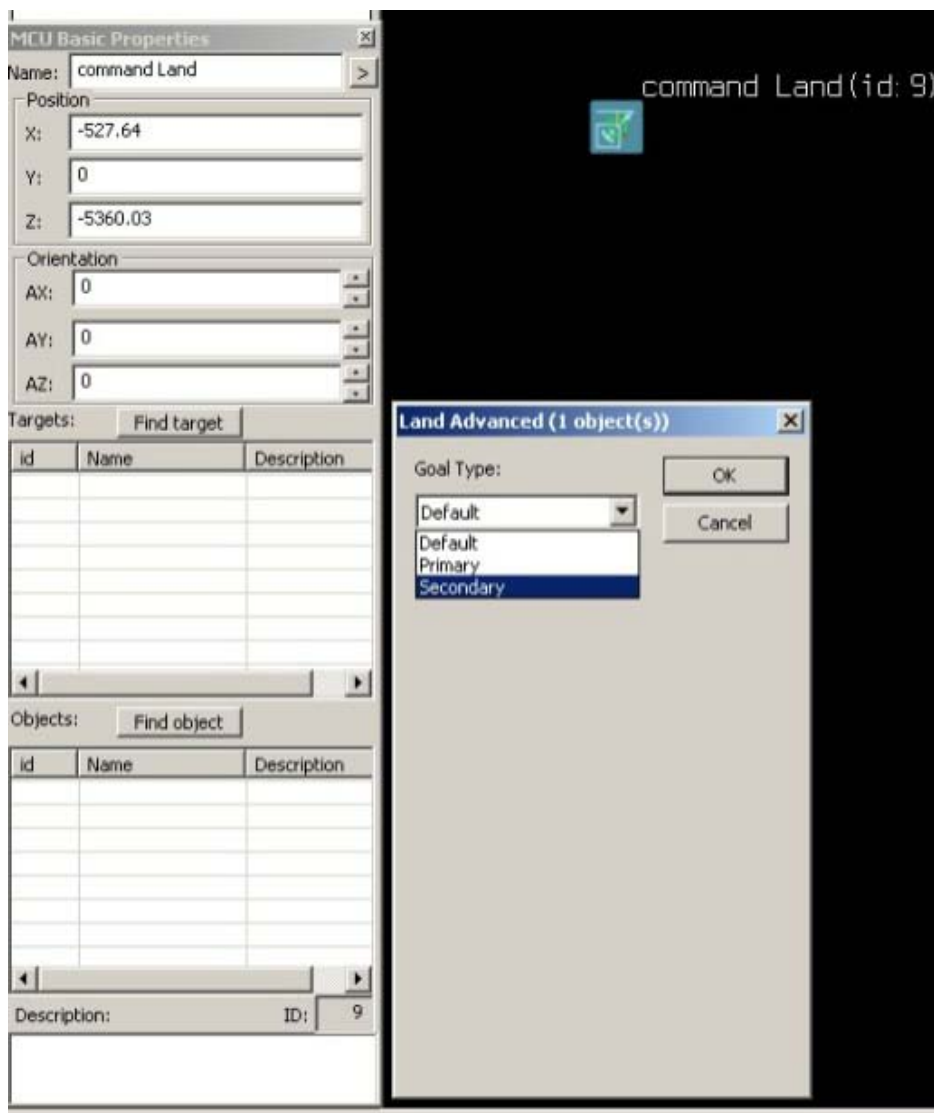 MCU Basic Properties
Name: command Land >
Position
X: -527.64
Y: 0
Z: -5360.03
Orientation
AX: 0
AY: 0
AZ: 0
Targets: Find target
id Name Description
Objects: Find object
id Name Description
Description: ID: 9
command Land(id: 9)
Land Advanced (1 object(s))
Goal Type:
OK
Default
Cancel
Default
Primary
Secondary